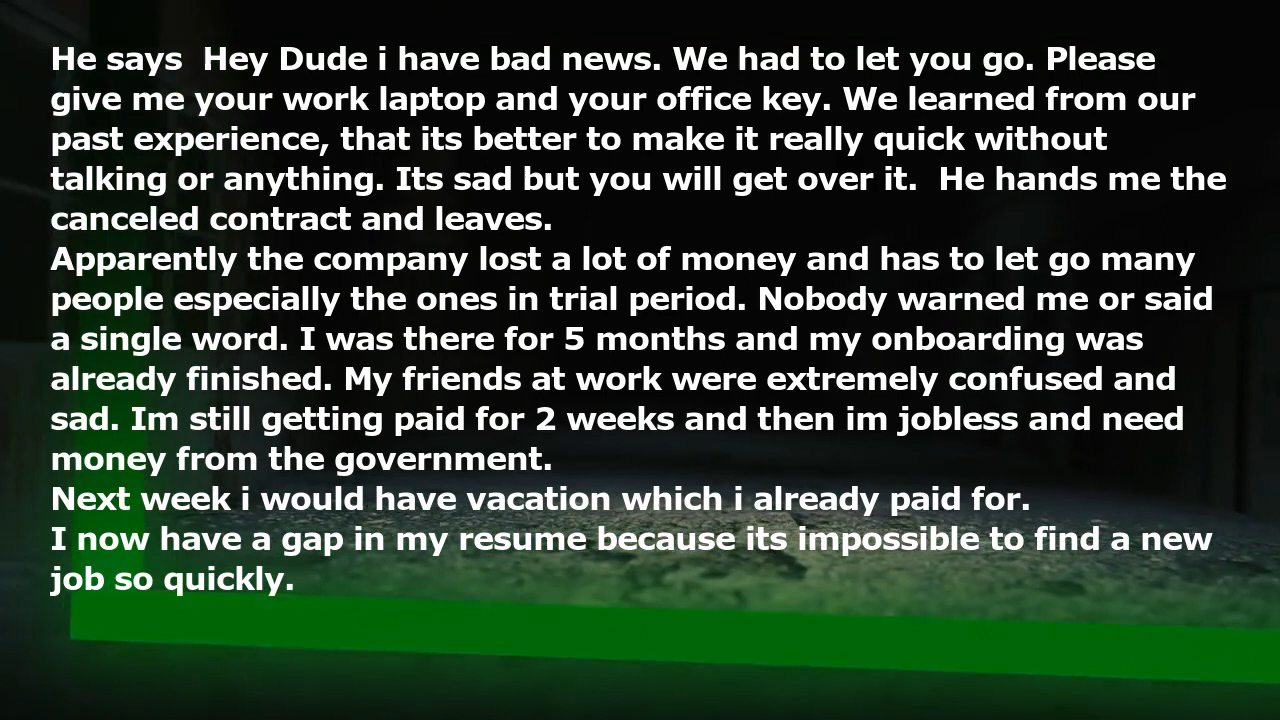 He says  Hey Dude i have bad news. We had to let you go. Please
give me your work laptop and your office key. We learned from our
past experience, that its better to make it really quick without
talking or anything. Its sad but you will get over it.  He hands me the
canceled contract and leaves.
Apparently the company lost a lot of money and has to let go many
people especially the ones in trial period. Nobody warned me or said
a single word. I was there for 5 months and my onboarding was
already finished. My friends at work were extremely confused and
sad. Im still getting paid for 2 weeks and then im jobless and need
money from the government.
Next week i would have vacation which i already paid for.
I now have a gap in my resume because its impossible to find a new
job so quickly.